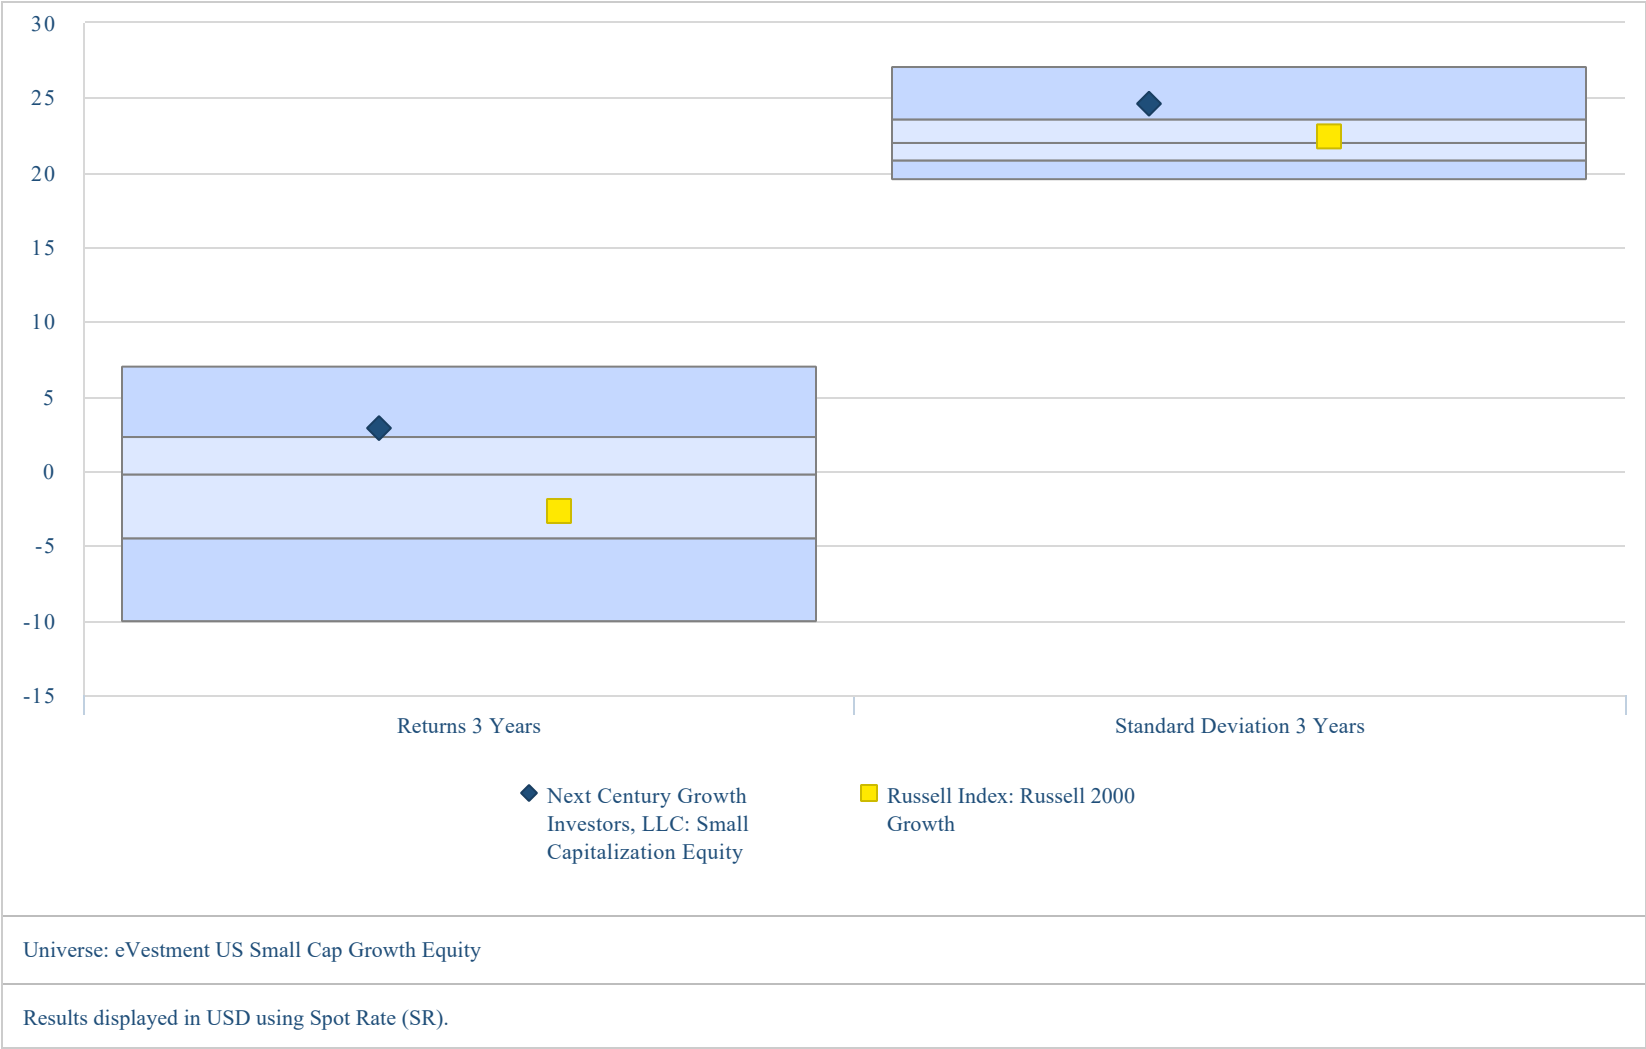 30
25
20
15
10
5
0
-5
-10
-15
Returns 3 Years
Standard Deviation 3 Years
Next Century Growth
Investors, LLC: Small
Capitalization Equity
Russell Index: Russell 2000
Growth
Universe: eVestment US Small Cap Growth Equity
Results displayed in USD using Spot Rate (SR).